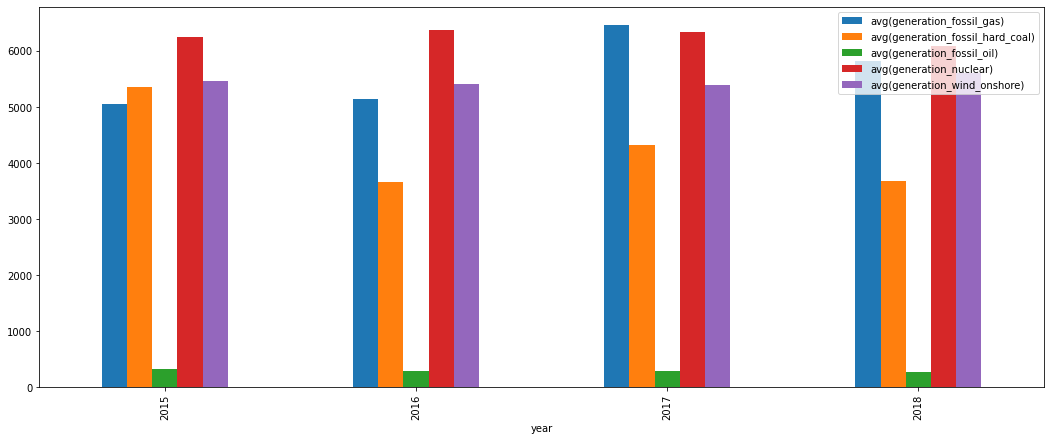 avg(generation_fossil_gas)
avg(generation_fossil_hard_coal)
avg(generation_fossil_oil)
avg(generation_nuclear)
avg(generation_wind_onshore)
6000
5000
4000
3000
2000
1000
0
2015 2016 2017 2018
year